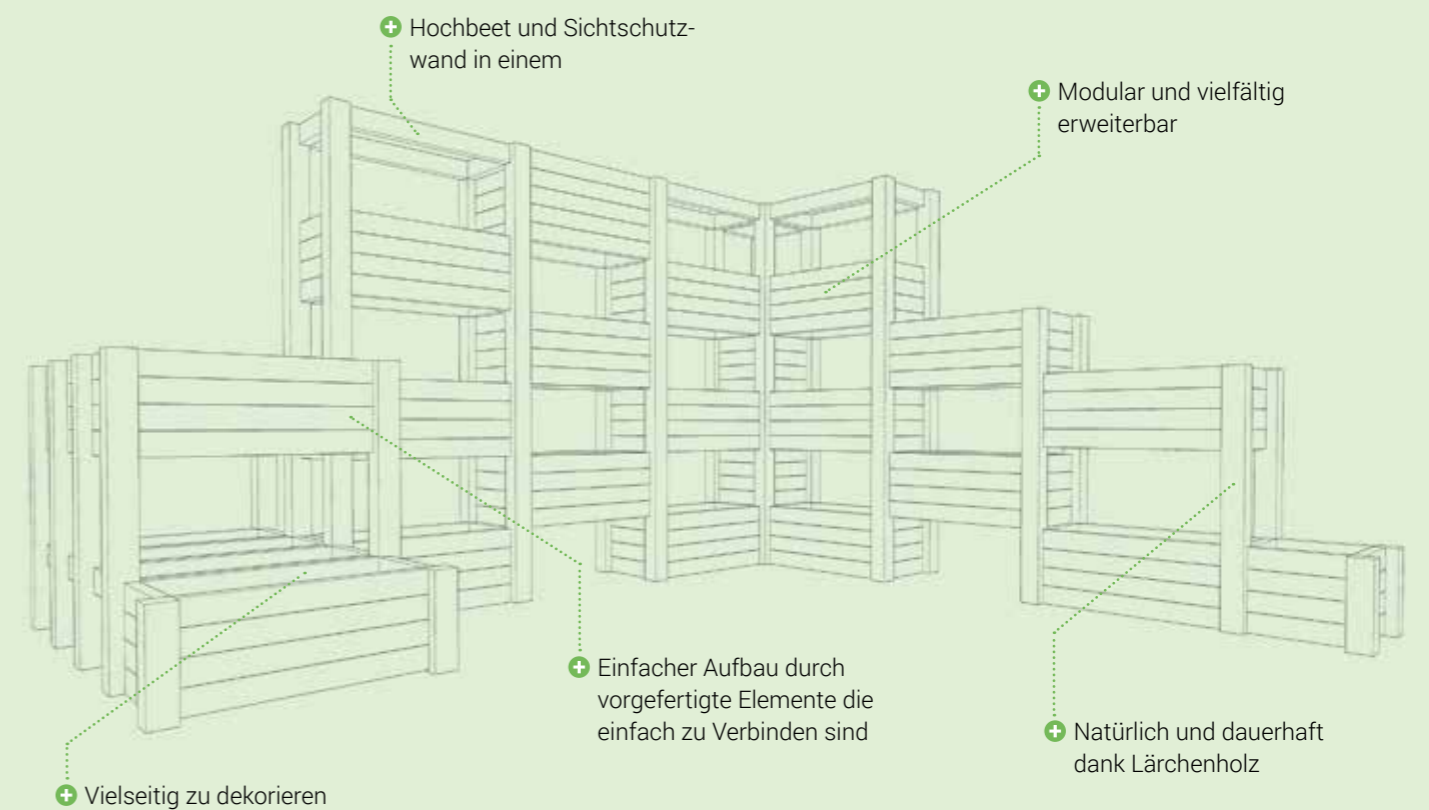 Hochbeet und Sichtschutz-
wand in einem
Modular und vielfältig
erweiterbar
Einfacher Aufbau durch
vorgefertigte Elemente die
einfach zu Verbinden sind
Natürlich und dauerhaft
dank Lärchenholz
Vielseitig zu dekorieren